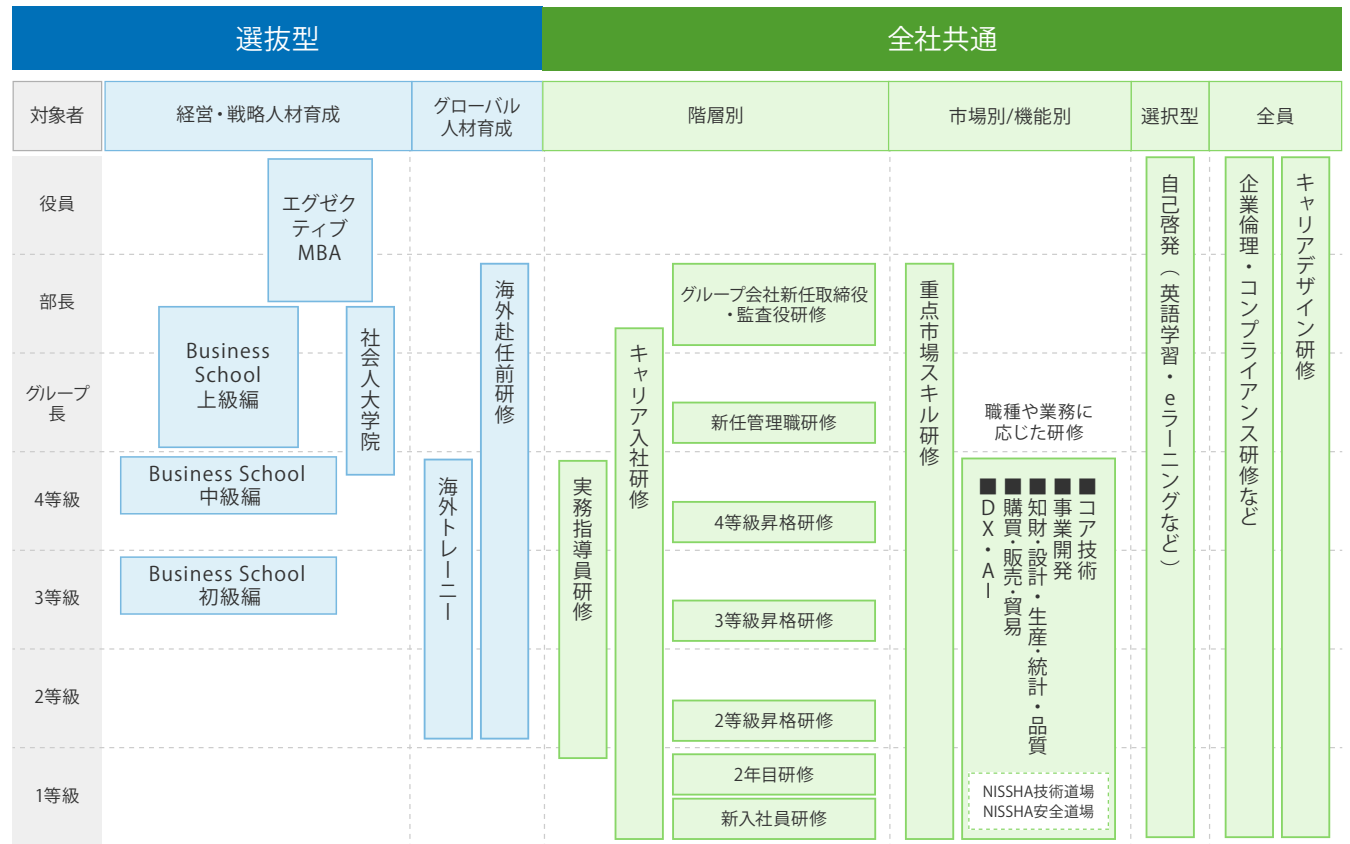 選抜型
全社共通
対象者
経営・戦略人材育成
グローバル
人材育成
階層別
市場別/機能別
選択型
全員
役員
部長
グループ
長
4等級
3等級
2等級
1等級
エグゼク
ティブ
MBA
Business
School
上級編
社会人大学院
Business School
中級編
Business School
初級編
海外トレーニー
海外赴任前研修
実務指導員研修
キャリア入社研修
グループ会社新任取締役
・監査役研修
新任管理職研修
4等級昇格研修
3等級昇格研修
2等級昇格研修
2年目研修
新入社員研修
重点市場スキル研修
職種や業務に
応じた研修
■コア技術
■事業開発
■知財・設計・生産・統計・品質
■購買・販売・貿易
■DX・AI
NISSHA技術道場
NISSHA安全道場
自己啓発（英語学習・eラーニングなど）
企業倫理・コンプライアンス研修など
キャリアデザイン研修